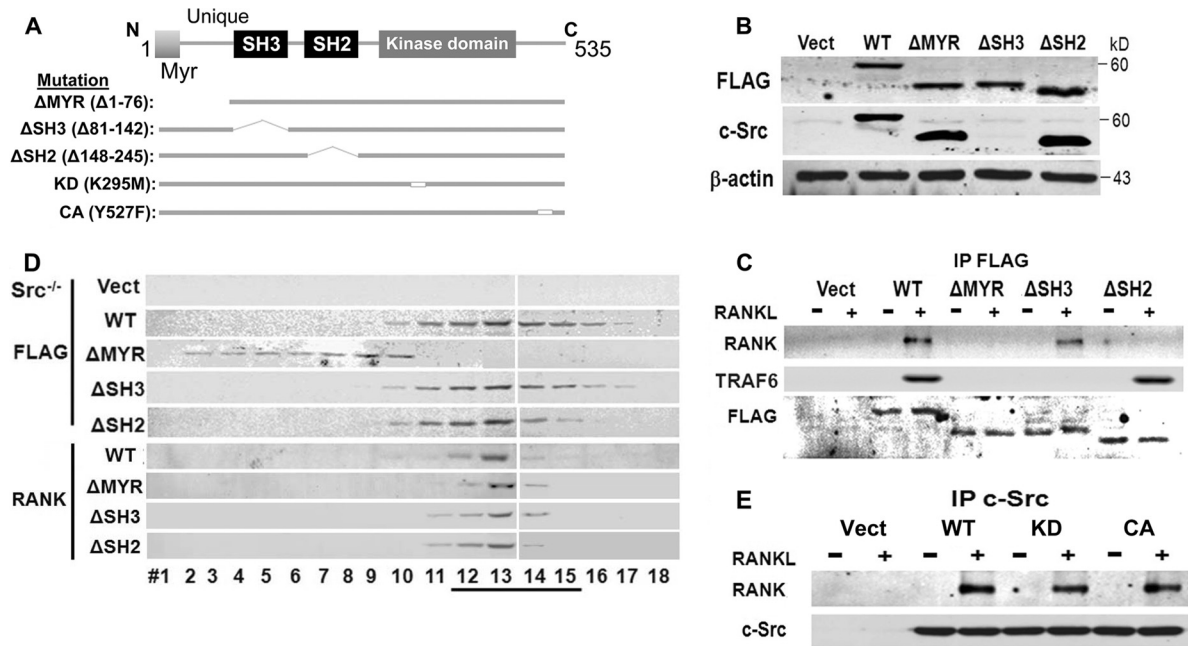 A
Unique
N
1
SH3 SH2 Kinase domain
C
535
Myr
Mutation
ΔMYR (Δ1-76):
ΔSH3 (Δ81-142)
ΔSH2 (Δ148-245):
KD (K295M):
CA (Y527F):
B
Vect WT ΔMYR ΔSH3 ΔSH2 kD
FLAG 60
c-Src 60
β-actin 43
C
IP FLAG
Vect WT ΔMYR ΔSH3 ΔSH2
RANKL - + - + - + - + - +
RANK
TRAF6
FLAG
D
Src-/-
Vect
FLAG
WT
ΔMYR
ΔSH3
ΔSH2
RANK
WT
ΔMYR
ΔSH3
ΔSH2
#1 2 3 4 5 6 7 8 9 10 11 12 13 14 15 16 17 18
E
IP c-Src
Vect WT KD CA
RANKL - + - + - + - +
RANK
c-Src